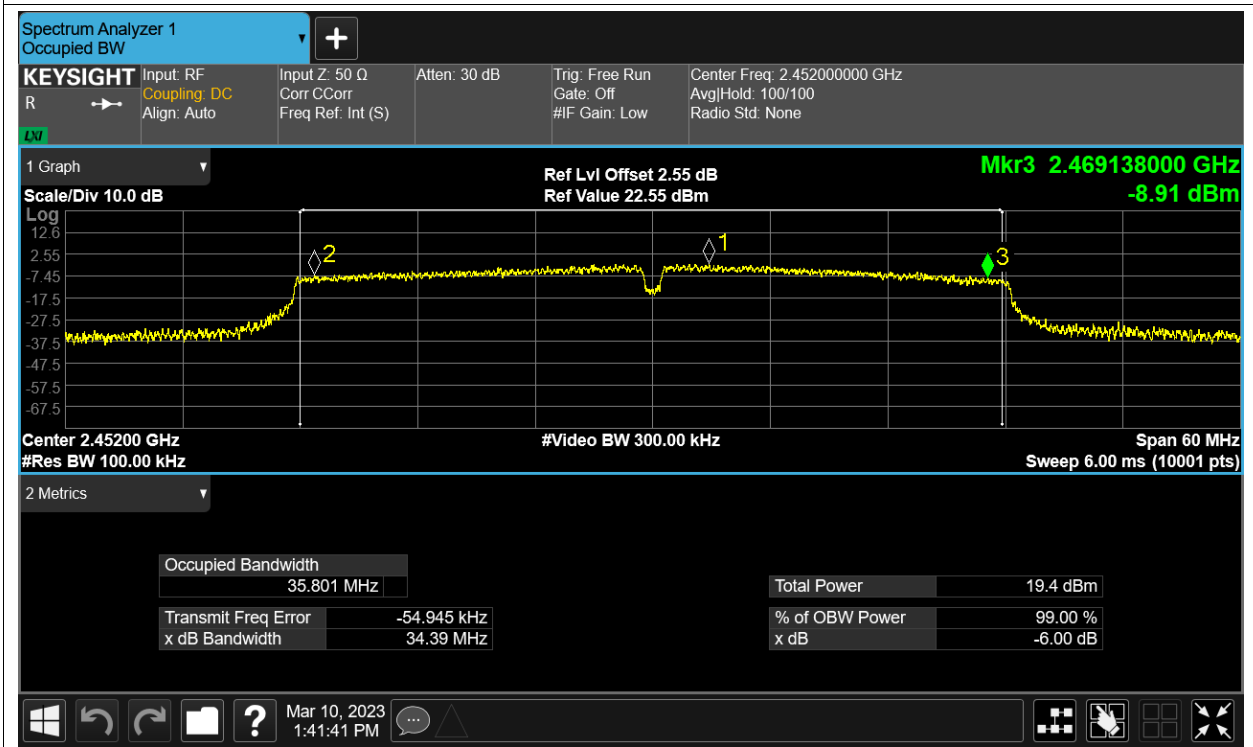 Spectrum Analyzer 1
Occupied BW
KEYSIGHT
R
LXI
Input: RF
Coupling: DC
Align: Auto
Input Z: 50 Ω
Corr CCorr
Freq Ref: Int (S)
Atten: 30 dB
Trig: Free Run
Gate: Off
#IF Gain: Low
Center Freq: 2.452000000 GHz
Avg|Hold: 100/100
Radio Std: None
1 Graph
Scale/Div 10.0 dB
Ref Lvl Offset 2.55 dB
Ref Value 22.55 dBm
Mkr3 2.469138000 GHz
-8.91 dBm
Log
12.6
2.55
-7.45
-17.5
-27.5
-37.5
-47.5
-57.5
-67.5
2
1
3
Center 2.45200 GHz
#Res BW 100.00 kHz
#Video BW 300.00 kHz
Span 60 MHz
Sweep 6.00 ms (10001 pts)
2 Metrics
Occupied Bandwidth
35.801 MHz
Transmit Freq Error -54.945 kHz
x dB Bandwidth 34.39 MHz
Total Power 19.4 dBm
% of OBW Power 99.00 %
x dB -6.00 dB
?
Mar 10, 2023
1:41:41 PM